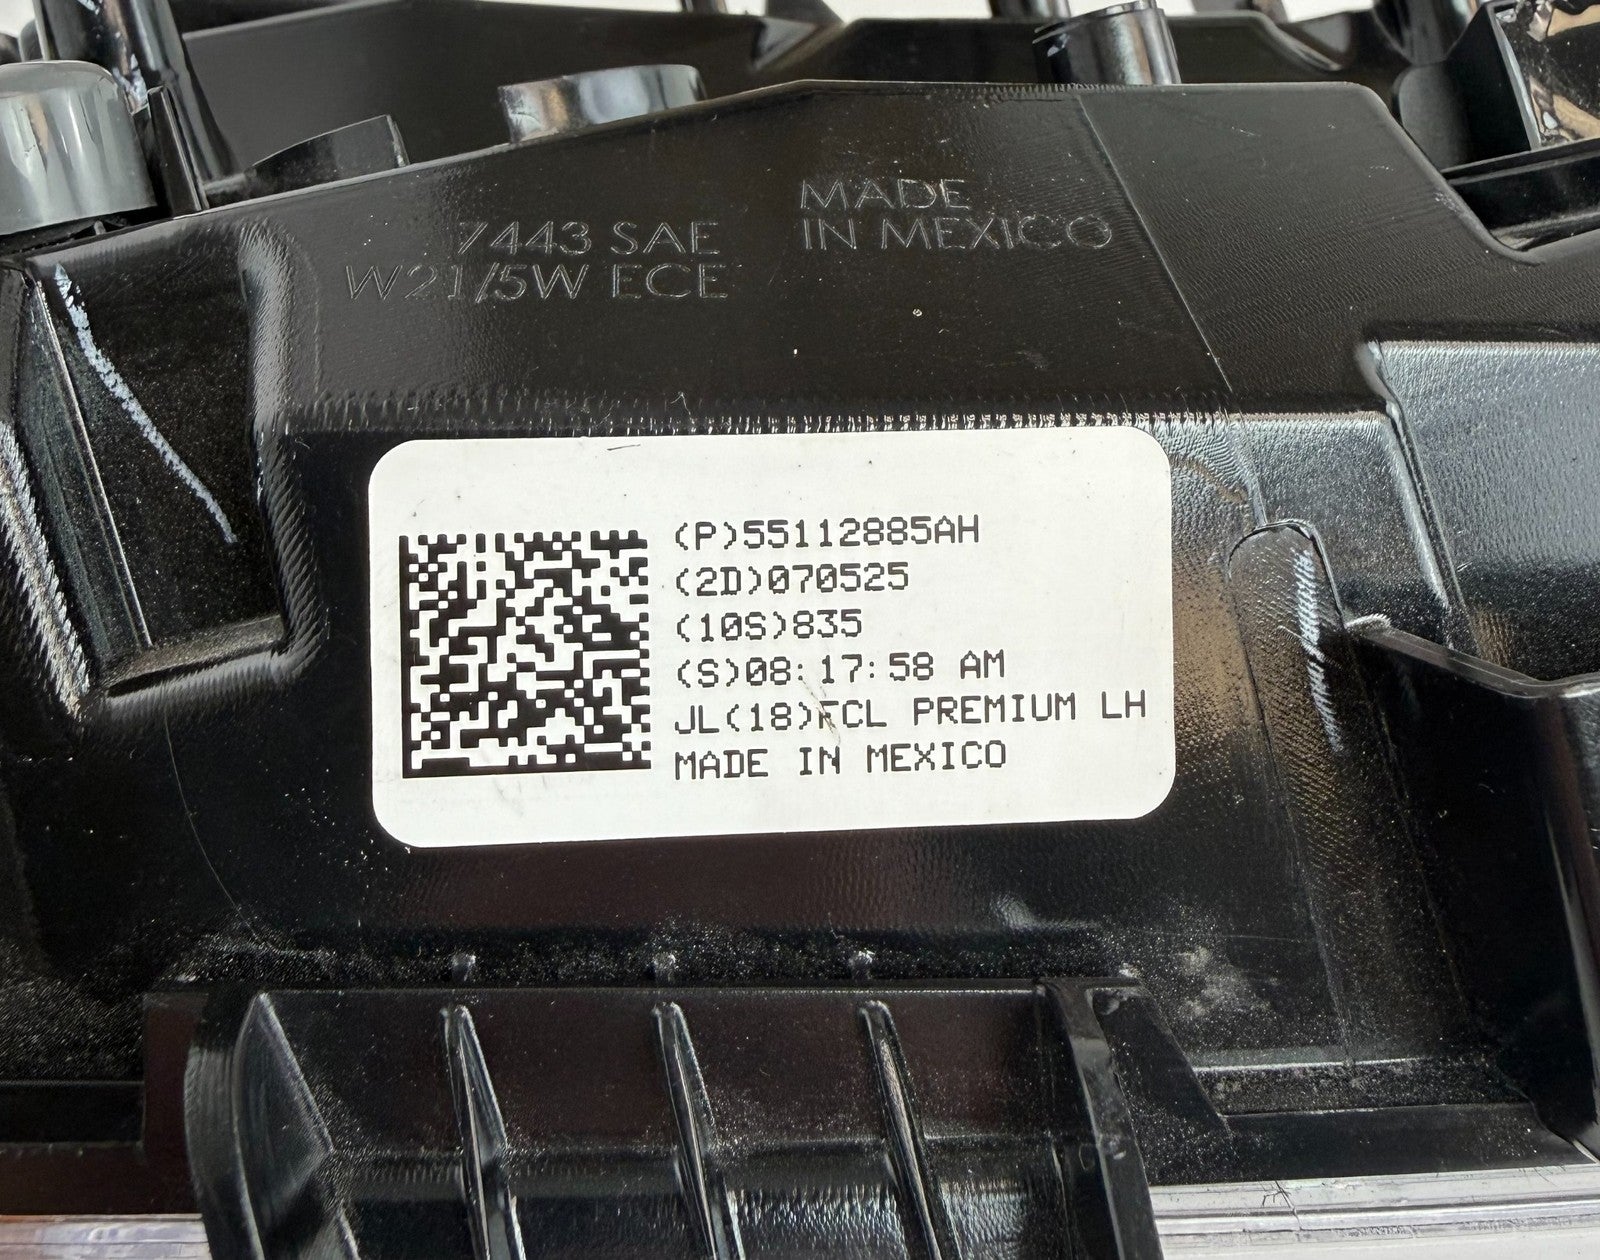 7443 SAE
W21/5W ECE
MADE
IN MEXICO
(P)55112885AH
(2D)070525
(10S)835
(S)08:17:58 AM
JL(18)FCL PREMIUM LH
MADE IN MEXICO